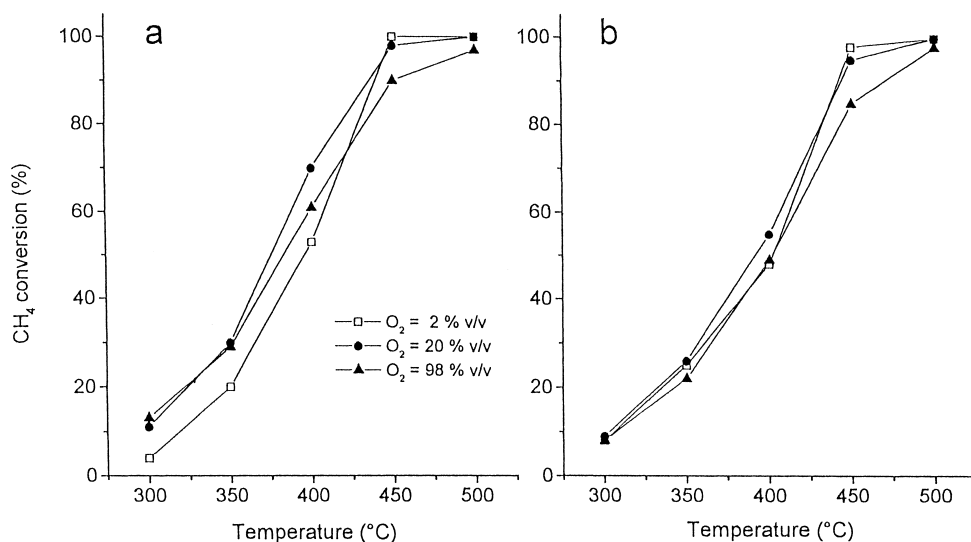 a
b
CH4 conversion (%)
100
80
60
40
20
0
300
350
400
450
500
Temperature (°C)
O2 = 2 % v/v
O2 = 20 % v/v
O2 = 98 % v/v
100
80
60
40
20
0
300
350
400
450
500
Temperature (°C)